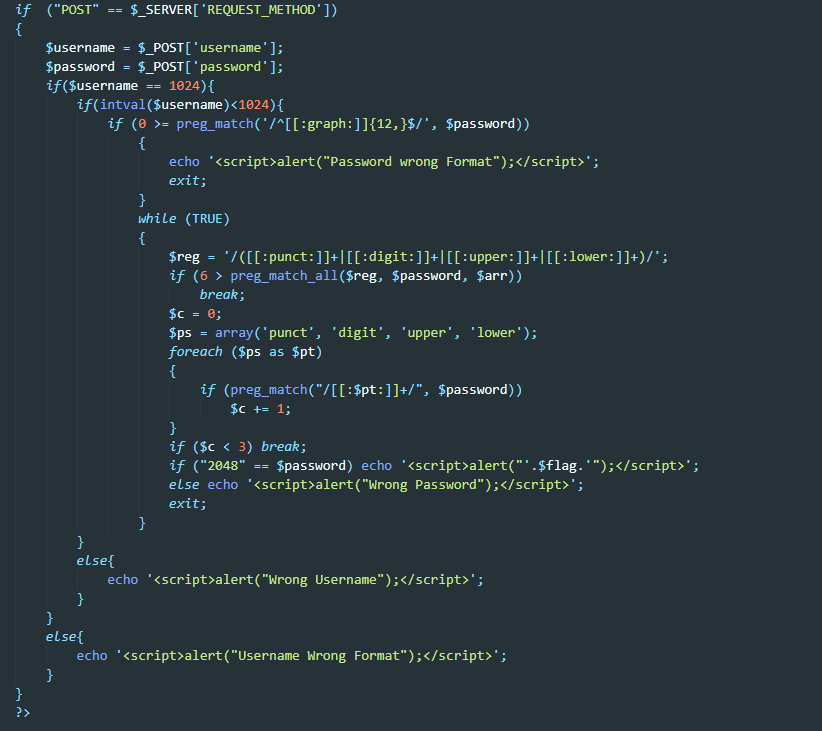 if ("POST" == $_SERVER['REQUEST_METHOD'])
{
    $username = $_POST['username'];
    $password = $_POST['password'];
    if($username == 1024){
        if(intval($username)<1024){
            if (0 >= preg_match('/^[[:graph:]]{12,}$/', $password))
                {
                    echo '<script>alert("Password wrong Format");</script>';
                    exit;
                }
                while (TRUE)
                {
                    $reg = '/([[:punct:]]+|[[:digit:]]+|[[:upper:]]+|[[:lower:]]+)/';
                    if (6 > preg_match_all($reg, $password, $arr))
                        break;
                    $c = 0;
                    $ps = array('punct', 'digit', 'upper', 'lower');
                    foreach ($ps as $pt)
                    {
                        if (preg_match("/[[:$pt:]]+/", $password))
                            $c += 1;
                    }
                    if ($c < 3) break;
                    if ("2048" == $password) echo '<script>alert("'.$flag.'");</script>';
                    else echo '<script>alert("Wrong Password");</script>';
                    exit;
                }
        }
        else{
            echo '<script>alert("Wrong Username");</script>';
        }
    }
    else{
        echo '<script>alert("Username Wrong Format");</script>';
    }
}
?>